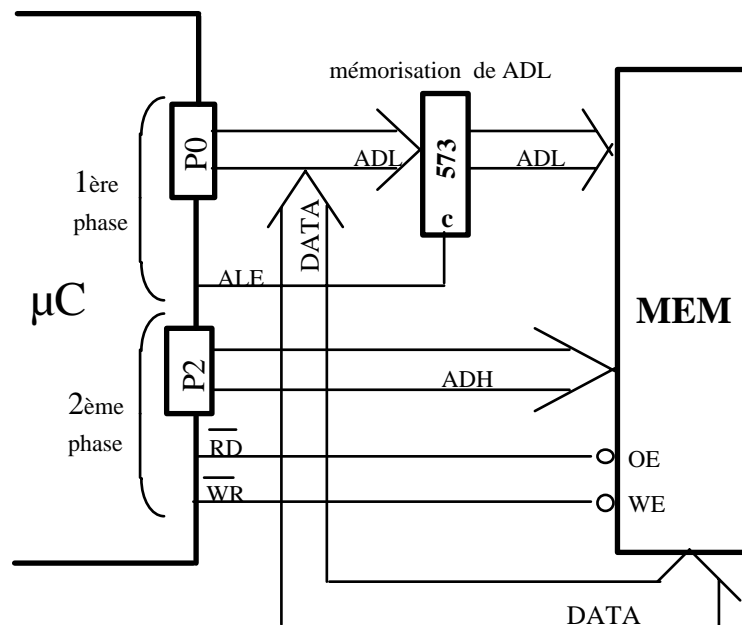 mémorisation de ADL
P0
ADL
573
c
ADL
1ère
phase
DATA
ALE
µC
MEM
P2
ADH
2ème
phase
RD
OE
WR
WE
DATA